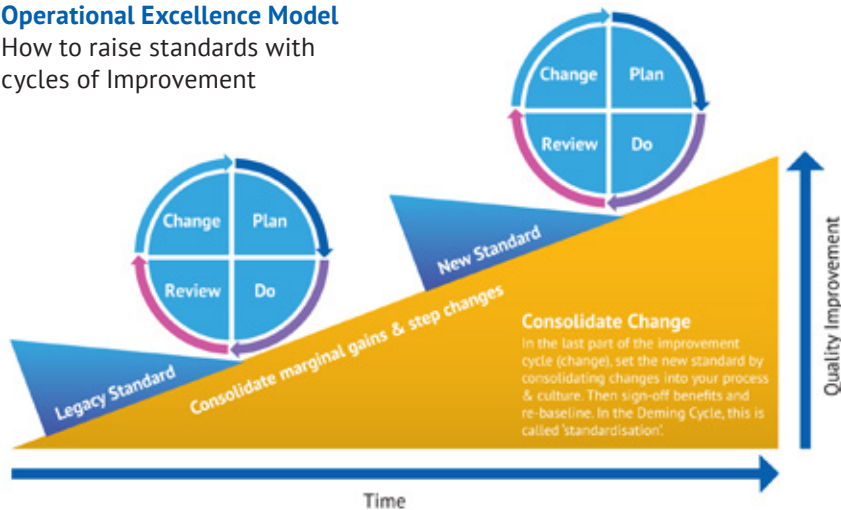 Operational Excellence Model
How to raise standards with
cycles of Improvement
Change
Plan
Review
Do
Change
Plan
Review
Do
Legacy Standard
New Standard
Consolidate marginal gains & step changes
Consolidate Change
In the last part of the improvement
cycle (change), set the new standard by
consolidating changes into your process
& culture. Then sign-off benefits and
re-baseline. In the Deming Cycle, this is
called 'standardisation'.
Quality Improvement
Time